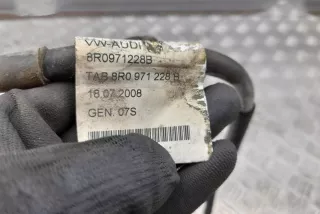 VW-AUDI
8R0971228B
TAB 8R0 971 228 B
16.07.2008
GEN. 07S